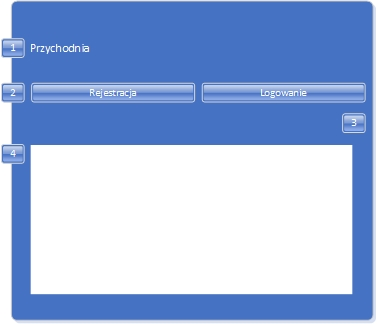 1 Przychodnia
2 Rejestracja Logowanie
3
4